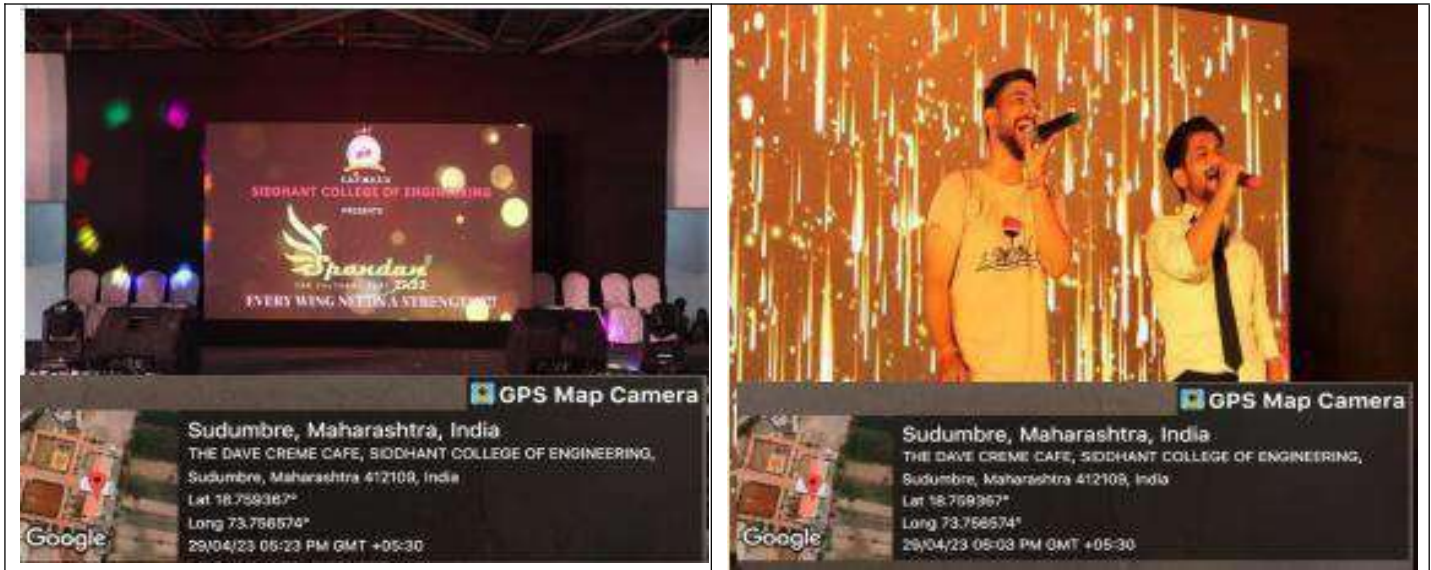 SIDDHANT COLLEGE OF ENGINEERING
PRESENTS
Spandan
EVERY WING
GPS Map Camera
Sudumbre, Maharashtra, India
THE DAVE CREME CAFE, SIDDHANT COLLEGE OF ENGINEERING,
Sudumbre, Maharashtra 412109, India
Lat 18.759367°
Long 73.756574°
29/04/23 05:23 PM GMT +05:30
Google
GPS Map Camera
Sudumbre, Maharashtra, India
THE DAVE CREME CAFE, SIDDHANT COLLEGE OF ENGINEERING,
Sudumbre, Maharashtra 412109, India
Lat 18.759367°
Long 73.756574°
29/04/23 05:03 PM GMT +05:30
Google